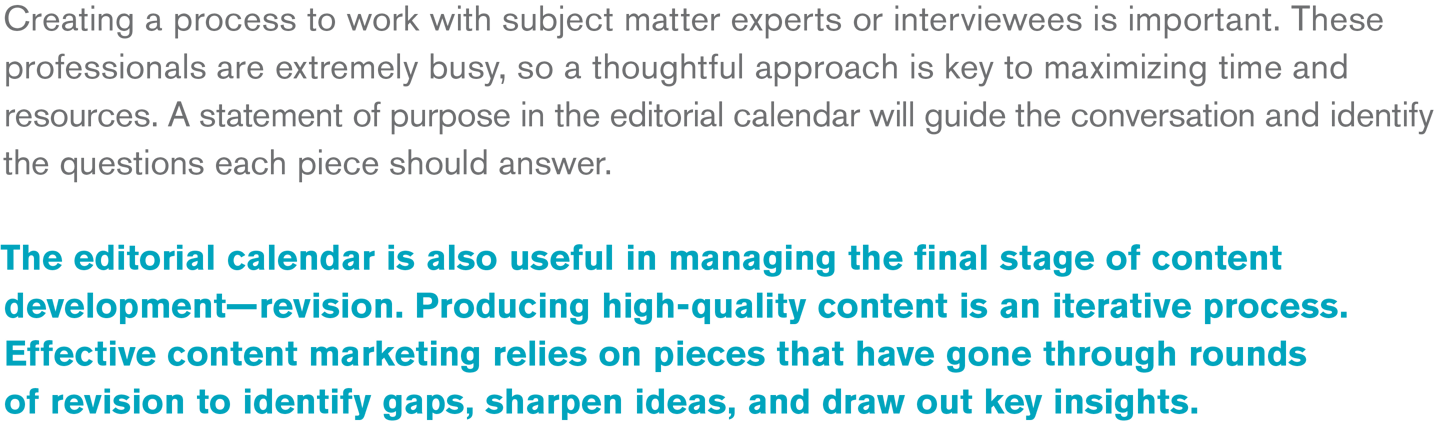 Creating a process to work with subject matter experts or interviewees is important. These
professionals are extremely busy, so a thoughtful approach is key to maximizing time and
resources. A statement of purpose in the editorial calendar will guide the conversation and identify
the questions each piece should answer.
The editorial calendar is also useful in managing the final stage of content
development—revision. Producing high-quality content is an iterative process.
Effective content marketing relies on pieces that have gone through rounds
of revision to identify gaps, sharpen ideas, and draw out key insights.